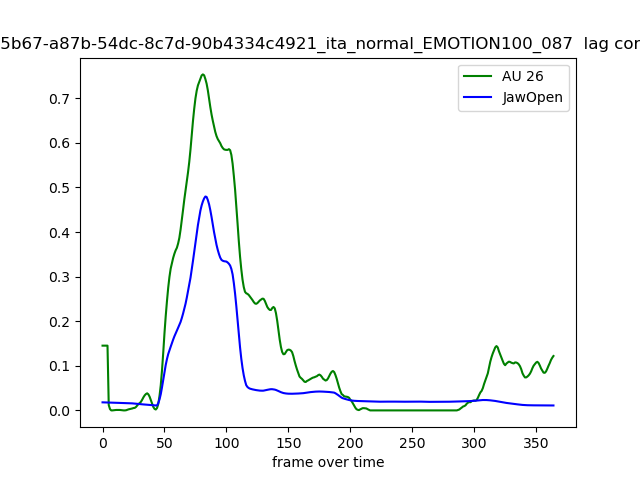 5b67-a87b-54dc-8c7d-90b4334c4921_ita_normal_EMOTION100_087 lag cor
AU 26
JawOpen
0.7
0.6
0.5
0.4
0.3
0.2
0.1
0.0
0 50 100 150 200 250 300 350
frame over time